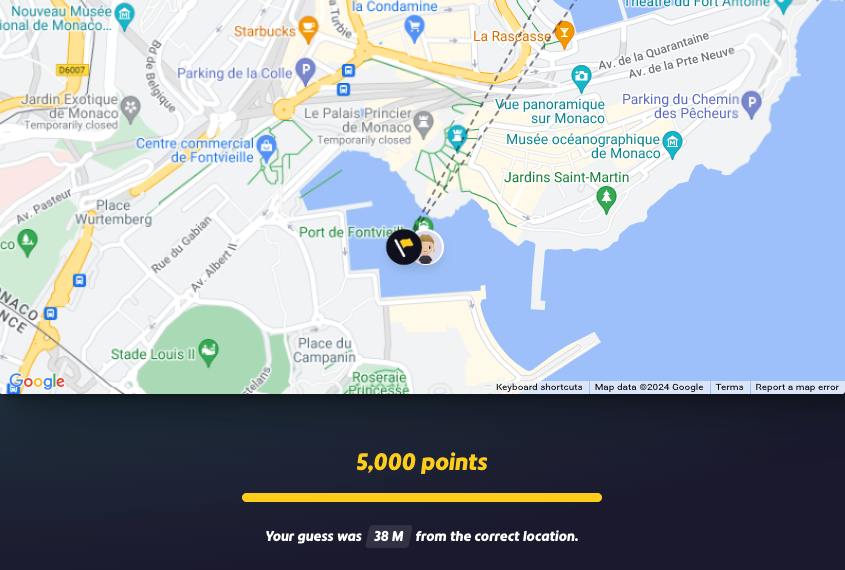 Théâtre du Fort Antoine
Nouveau Musée
ional de Monaco...
la Condamine
Starbucks
La Rascasse
la Turbie
Av. de la Quarantaine
Av. de la Prte Neuve
D6007
Bd de Belgique
Parking de la Colle
Vue panoramique
sur Monaco
Parking du Chemin
des Pêcheurs
Jardin Exotique
de Monaco
Temporarily closed
Le Palais Princier
de Monaco
Temporarily closed
Centre commercial
de Fontvieille
Musée océanographique
de Monaco
Jardins Saint-Martin
Av. Pasteur
Place
Wurtemberg
Port de Fontvieil
Rue du Gabian
Av. Albert II
co
NACO
NCE
Stade Louis II
Place du
Campanin
Roseraie
Princesse
stelans
Google
Keyboard shortcuts
Map data ©2024 Google
Terms
Report a map error
5,000 points
Your guess was 38 M from the correct location.